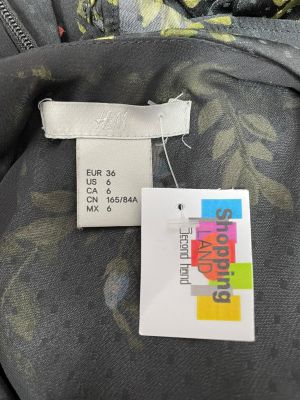 H&M
EUR 36
US 6
CA 6
CN 165/84A
MX 6
Shopping
LAND
Second hand